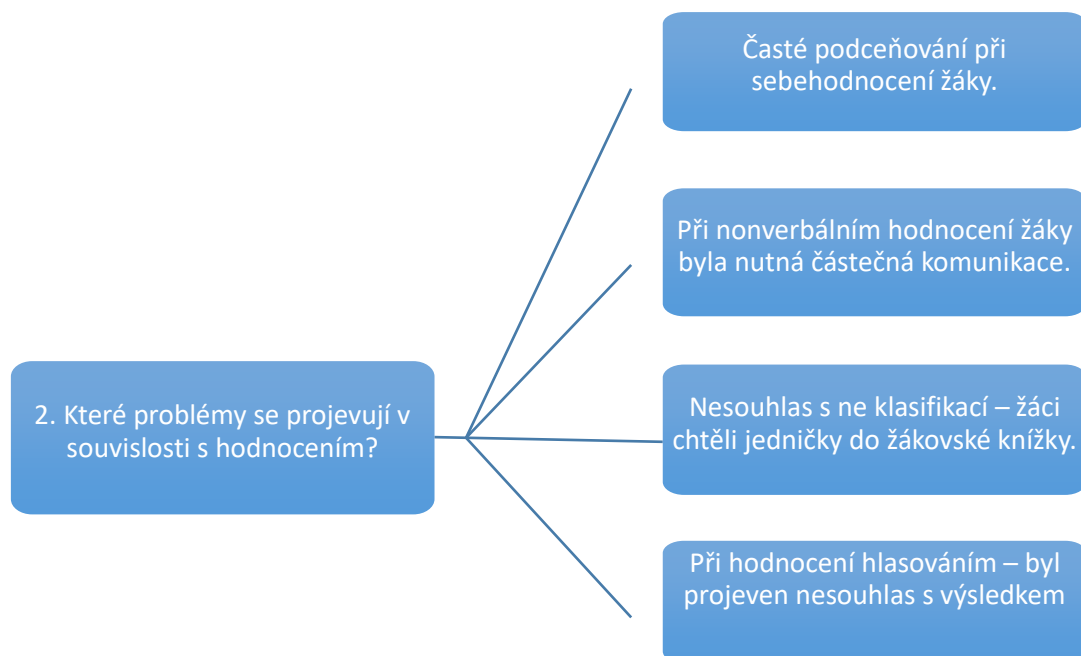 Časté podceňování při
sebehodnocení žáky.
Při nonverbálním hodnocení žáky
byla nutná částečná komunikace.
2. Které problémy se projevují v
souvislosti s hodnocením?
Nesouhlas s ne klasifikací – žáci
chtěli jedničky do žákovské knížky.
Při hodnocení hlasováním – byl
projeven nesouhlas s výsledkem